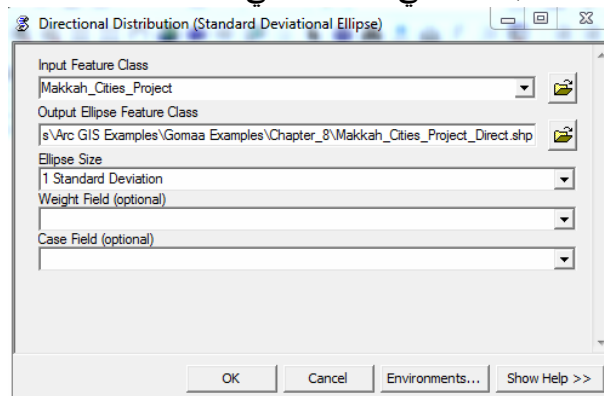 Directional Distribution (Standard Deviational Ellipse)
Input Feature Class
Makkah_Cities_Project
Output Ellipse Feature Class
s\Arc GIS Examples\Gomaa Examples\Chapter_8\Makkah_Cities_Project_Direct.shp
Ellipse Size
1 Standard Deviation
Weight Field (optional)
Case Field (optional)
OK Cancel Environments... Show Help >>